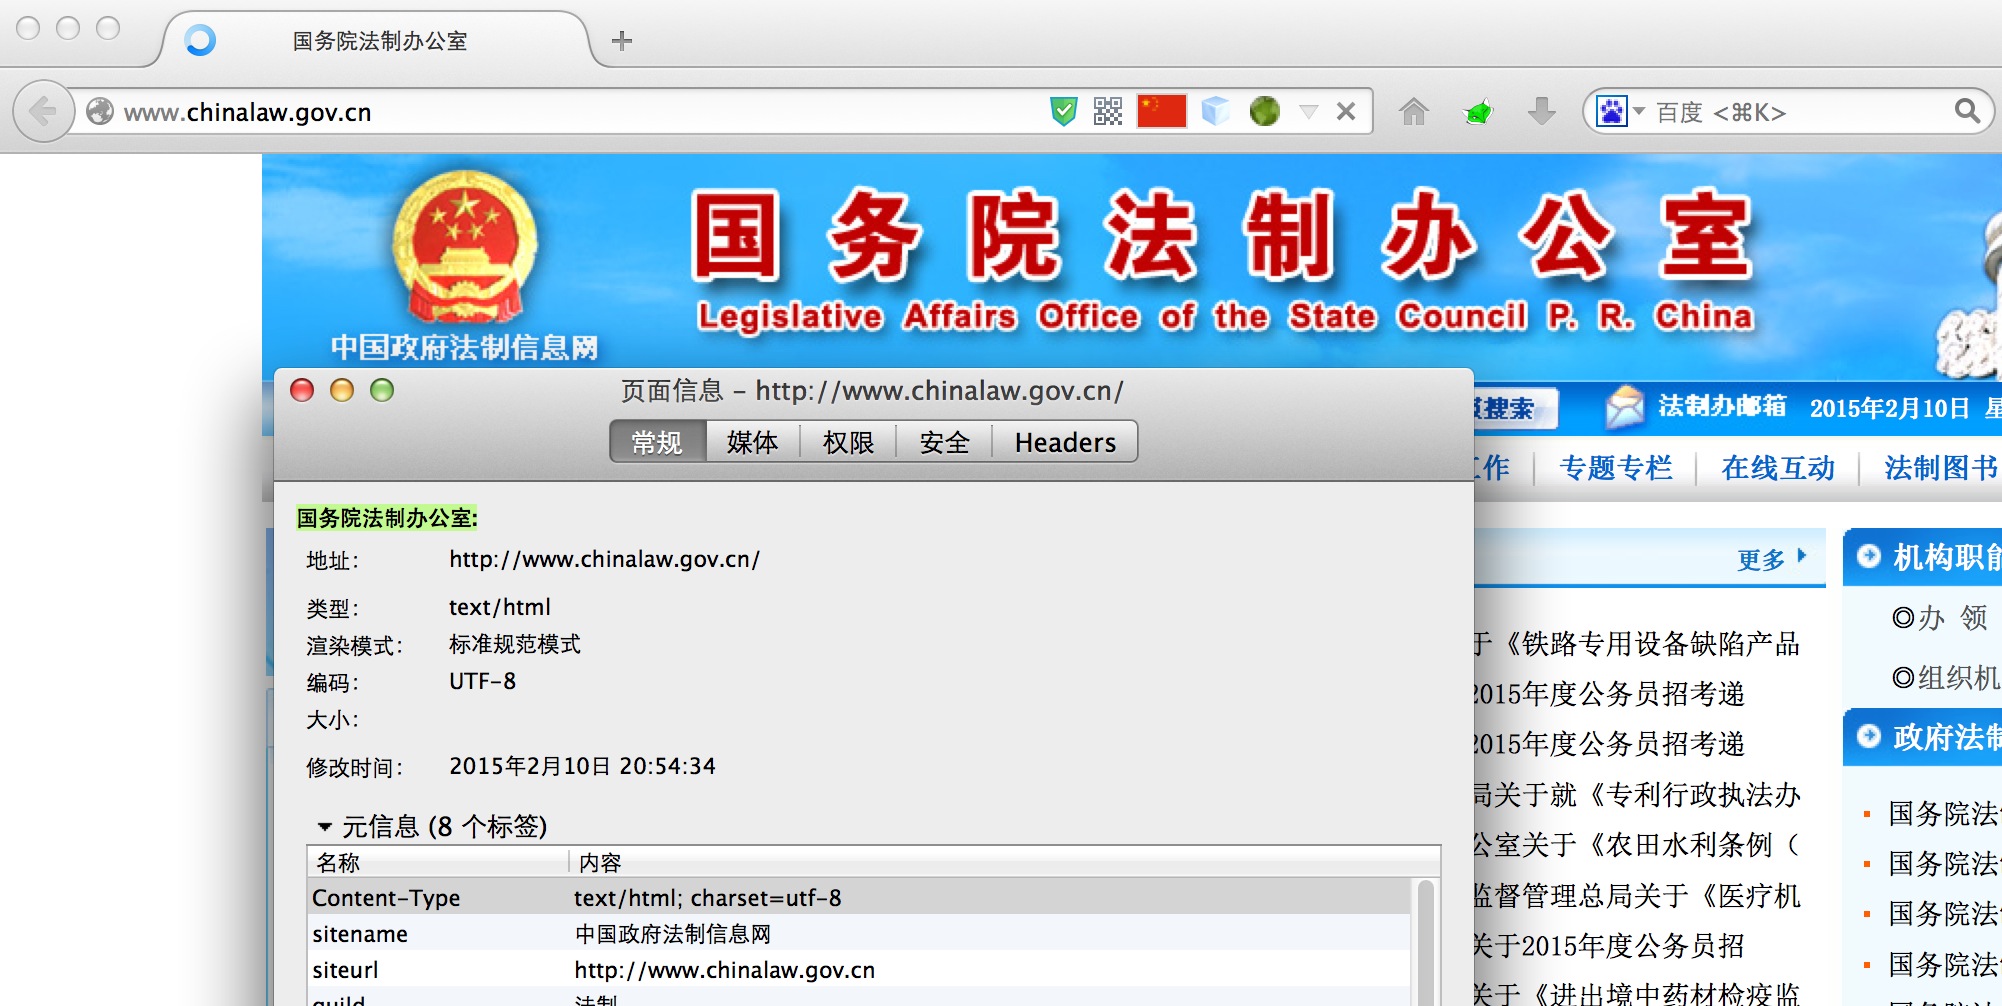 国务院法制办公室
www.chinalaw.gov.cn
百度 <⌘K>
国务院法制办公室
Legislative Affairs Office of the State Council P. R. China
中国政府法制信息网
页面信息 – http://www.chinalaw.gov.cn/
搜索
法制办邮箱
2015年2月10日
常规 媒体 权限 安全 Headers
工作 专题专栏 在线互动 法制图书
国务院法制办公室:
地址: http://www.chinalaw.gov.cn/
类型: text/html
渲染模式: 标准规范模式
编码: UTF-8
大小:
修改时间: 2015年2月10日 20:54:34
元信息 (8 个标签)
名称 内容
Content-Type text/html; charset=utf-8
sitename 中国政府法制信息网
siteurl http://www.chinalaw.gov.cn
guild 法制
更多
于《铁路专用设备缺陷产品
2015年度公务员招考递
2015年度公务员招考递
局关于就《专利行政执法办
公室关于《农田水利条例（
监督管理总局关于《医疗机
关于2015年度公务员招
关于《进出境中药材检疫监
机构职能
◎办 领
◎组织机
政府法制
国务院法
国务院法
国务院法
国务院法